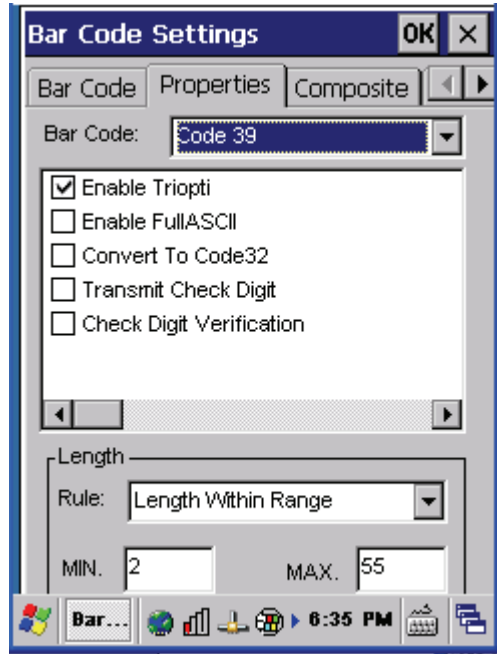 Bar Code Settings OK ×
Bar Code Properties Composite
Bar Code: Code 39
Enable Triopti
Enable FullASCII
Convert To Code32
Transmit Check Digit
Check Digit Verification
Length
Rule: Length Within Range
MIN. 2 MAX. 55
Bar... 6:35 PM